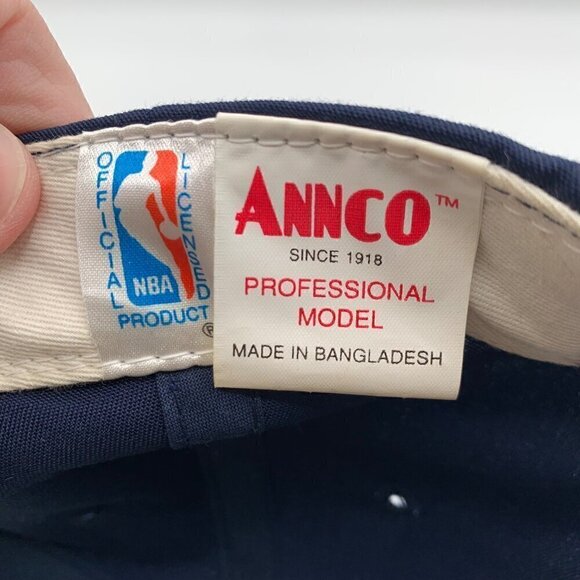 OFFICIAL
LICENSED
NBA
PRODUCT
ANNCO™
SINCE 1918
PROFESSIONAL
MODEL
MADE IN BANGLADESH